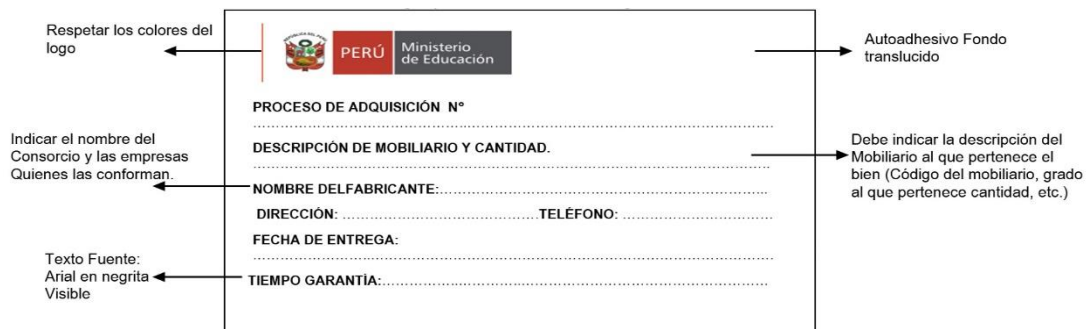 Respetar los colores del
logo
PERÚ
Ministerio
de Educación
Autoadhesivo Fondo
translucido
PROCESO DE ADQUISICIÓN N°
Indicar el nombre del
Consorcio y las empresas
Quienes las conforman.
DESCRIPCIÓN DE MOBILIARIO Y CANTIDAD.
Debe indicar la descripción del
Mobiliario al que pertenece el
bien (Código del mobiliario, grado
al que pertenece cantidad, etc.)
NOMBRE DELFABRICANTE:
DIRECCIÓN: TELÉFONO:
FECHA DE ENTREGA:
Texto Fuente:
Arial en negrita
Visible
TIEMPO GARANTÍA: